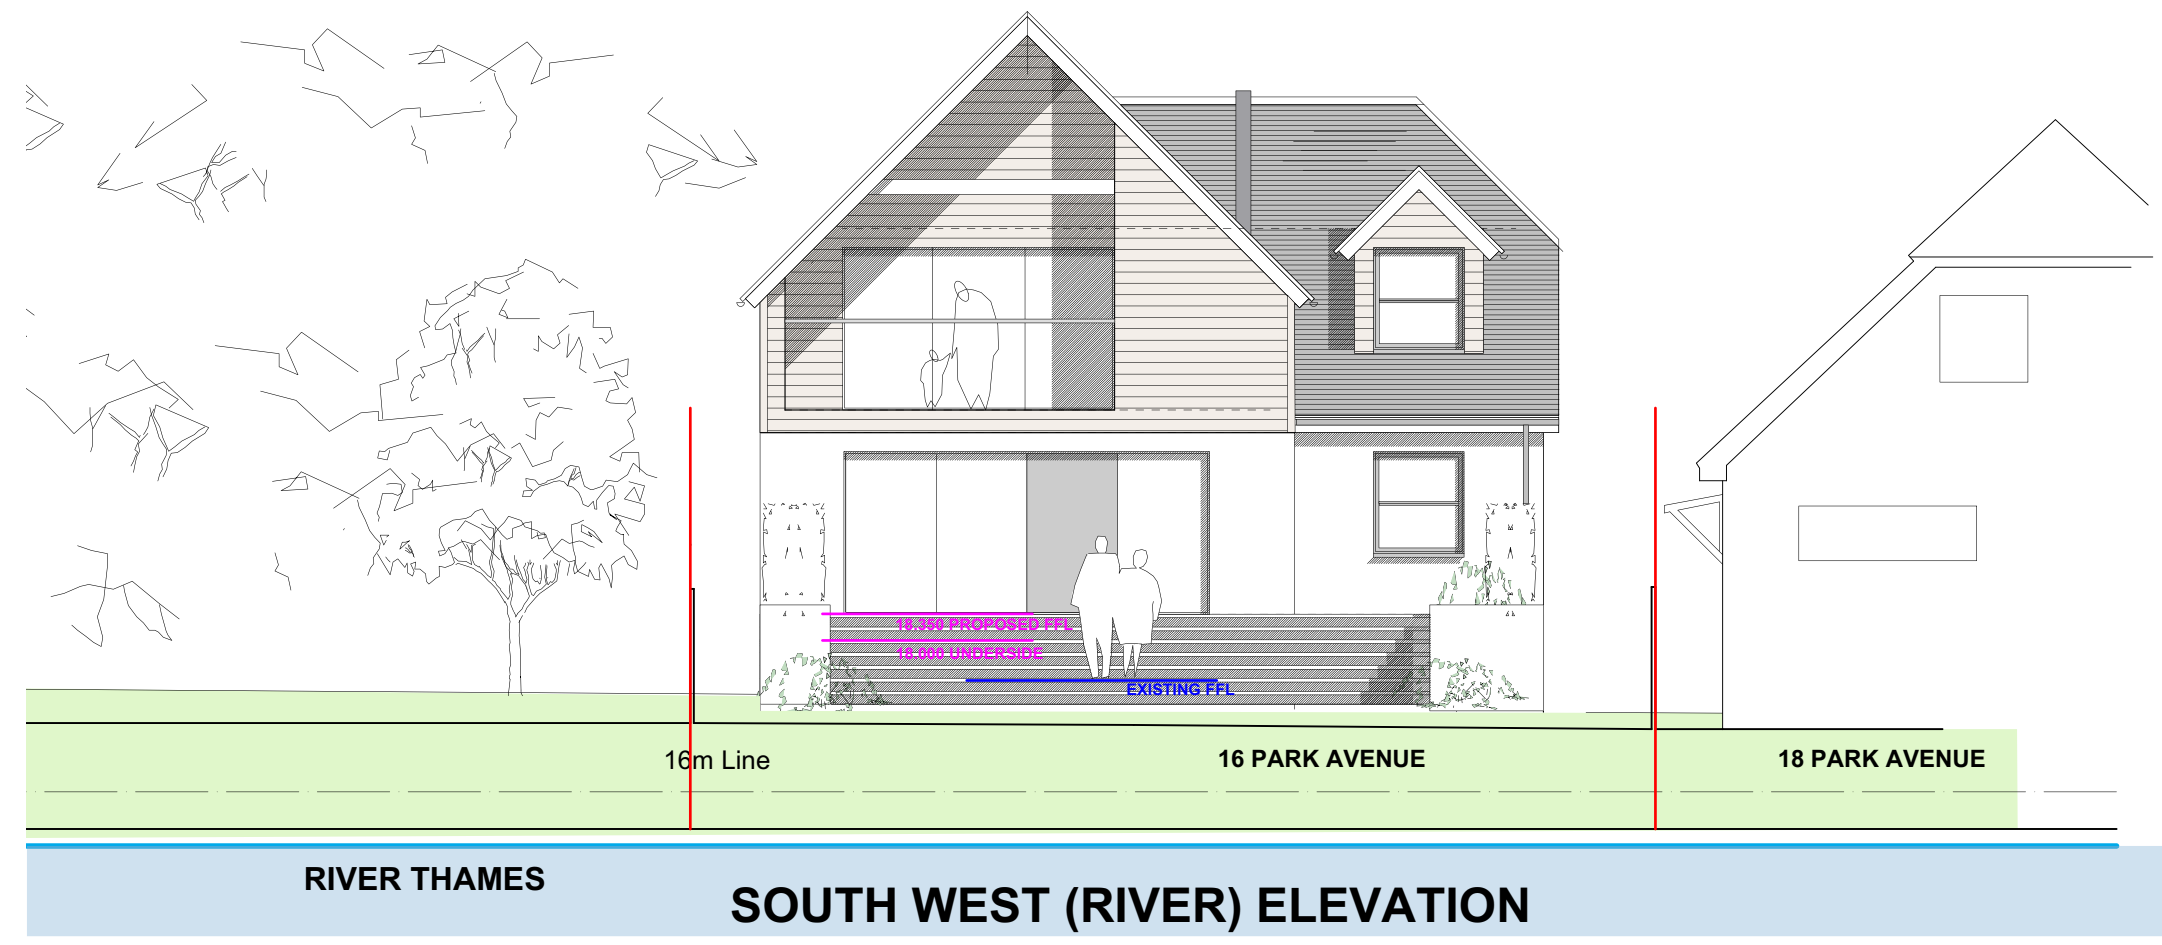 18.350 PROPOSED FFL
18.000 UNDERSIDE
EXISTING FFL
16m Line
16 PARK AVENUE
18 PARK AVENUE
RIVER THAMES
SOUTH WEST (RIVER) ELEVATION